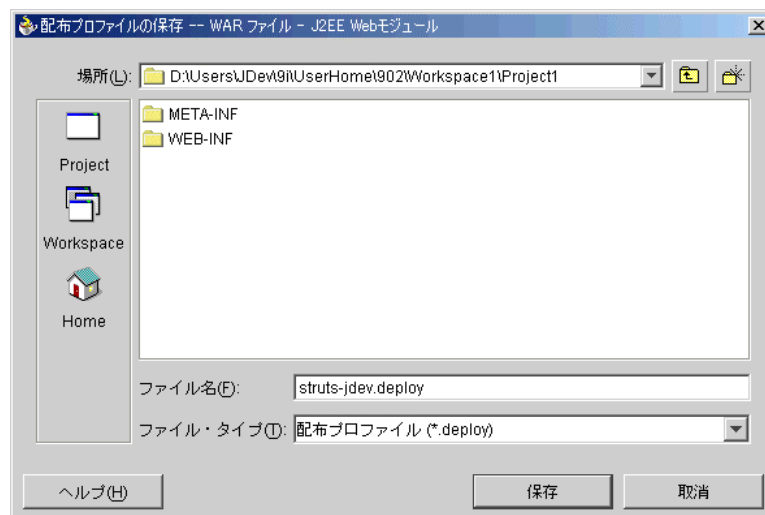 配布プロファイルの保存 -- WAR ファイル - J2EE Webモジュール
場所(L): D:\Users\JDev\9i\UserHome\902\Workspace1\Project1
META-INF
WEB-INF
Project
Workspace
Home
ファイル名(F): struts-jdev.deploy
ファイル・タイプ(T): 配布プロファイル (*.deploy)
ヘルプ(H) 保存 取消